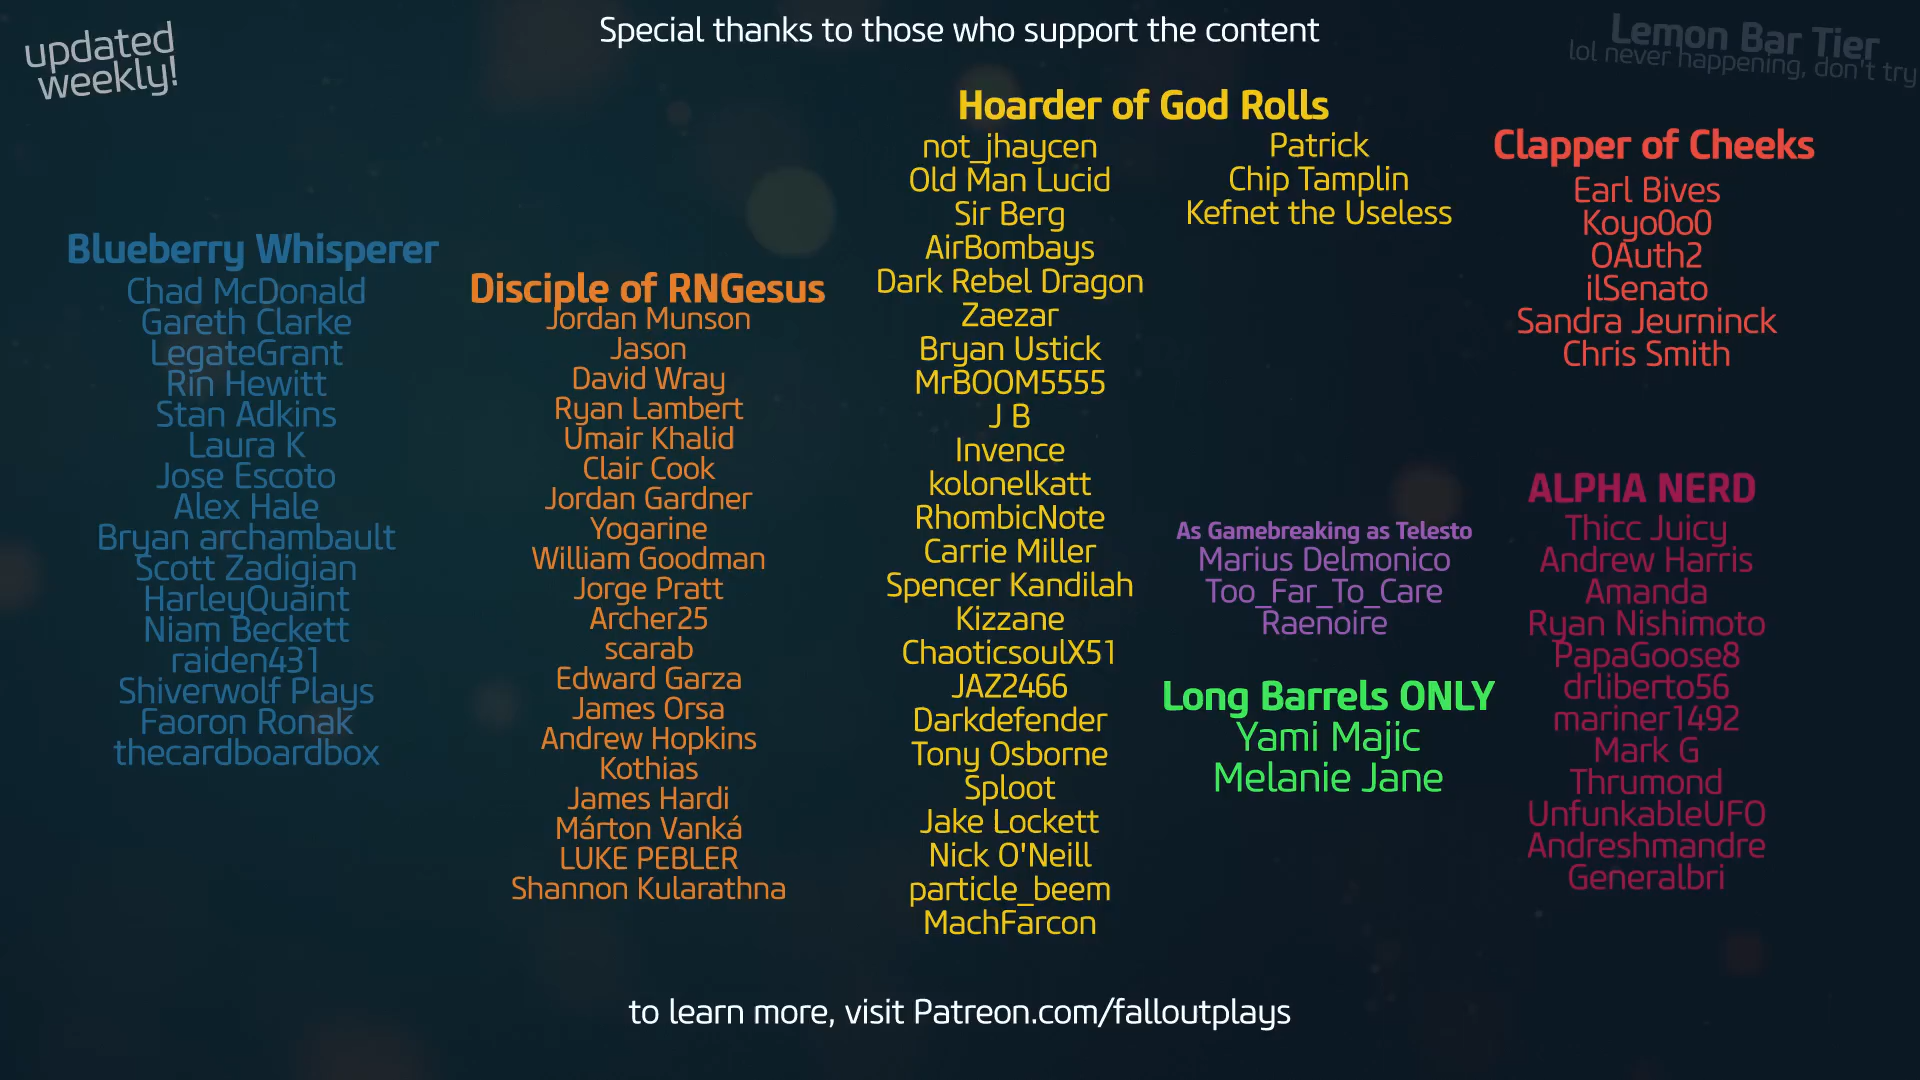 updated
weekly!
Special thanks to those who support the content
Lemon Bar Tier
lol never happening, don't try
Blueberry Whisperer
Chad McDonald
Gareth Clarke
LegateGrant
Rin Hewitt
Stan Adkins
Laura K
Jose Escoto
Alex Hale
Bryan archambault
Scott Zadigian
HarleyQuaint
Niam Beckett
raiden431
Shiverwolf Plays
Faoron Ronak
thecardboardbox
Disciple of RNGesus
Jordan Munson
Jason
David Wray
Ryan Lambert
Umair Khalid
Clair Cook
Jordan Gardner
Yogarine
William Goodman
Jorge Pratt
Archer25
scarab
Edward Garza
James Orsa
Andrew Hopkins
Kothias
James Hardi
Márton Vanká
LUKE PEBLER
Shannon Kularathna
Hoarder of God Rolls
not_jhaycen
Old Man Lucid
Sir Berg
AirBombays
Dark Rebel Dragon
Zaezar
Bryan Ustick
MrBOOM5555
J B
Invence
kolonelkatt
RhombicNote
Carrie Miller
Spencer Kandilah
Kizzane
ChaoticsoulX51
JAZ2466
Darkdefender
Tony Osborne
Sploot
Jake Lockett
Nick O'Neill
particle_beem
MachFarcon
Patrick
Chip Tamplin
Kefnet the Useless
As Gamebreaking as Telesto
Marius Delmonico
Too_Far_To_Care
Raenoire
Long Barrels ONLY
Yami Majic
Melanie Jane
Clapper of Cheeks
Earl Bives
Koyo0o0
OAuth2
ilSenato
Sandra Jeurninck
Chris Smith
ALPHA NERD
Thicc Juicy
Andrew Harris
Amanda
Ryan Nishimoto
PapaGoose8
drliberto56
mariner1492
Mark G
Thrumond
UnfunkableUFO
Andreshmandre
Generalbri
to learn more, visit Patreon.com/falloutplays